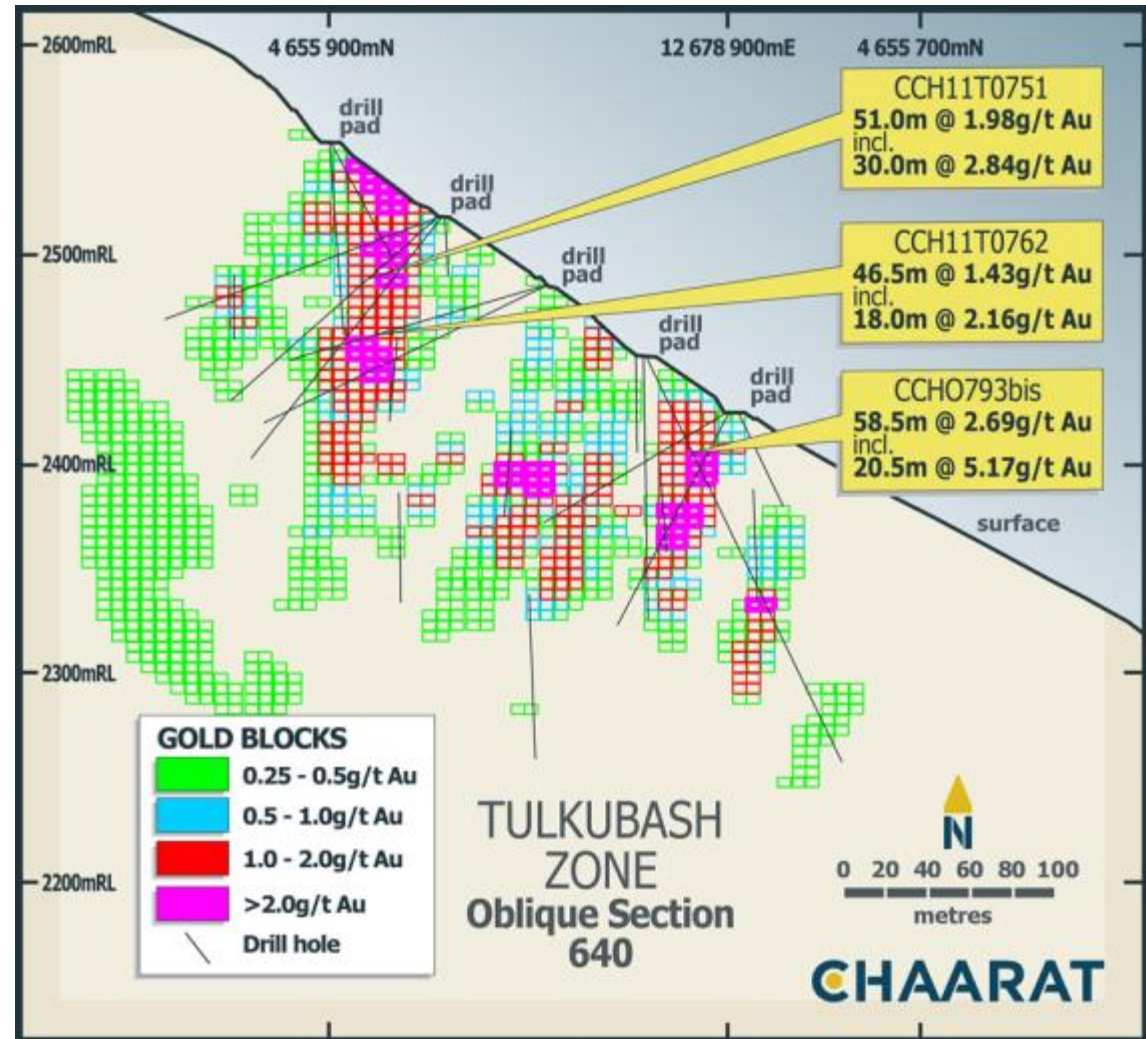 2600mRL
4 655 900mN
12 678 900mE
4 655 700mN
CCH11T0751
51.0m @ 1.98g/t Au
incl.
30.0m @ 2.84g/t Au
drill
pad
drill
pad
CCH11T0762
46.5m @ 1.43g/t Au
incl.
18.0m @ 2.16g/t Au
2500mRL
drill
pad
drill
pad
drill
pad
CCHO793bis
58.5m @ 2.69g/t Au
incl.
20.5m @ 5.17g/t Au
2400mRL
surface
2300mRL
GOLD BLOCKS
0.25 - 0.5g/t Au
0.5 - 1.0g/t Au
1.0 - 2.0g/t Au
>2.0g/t Au
Drill hole
2200mRL
TULKUBASH
ZONE
Oblique Section
640
N
0 20 40 60 80 100
metres
CHAARAT